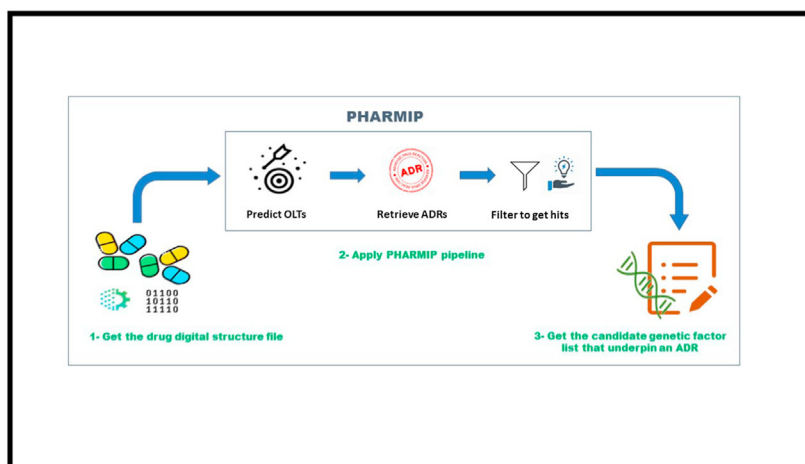 PHARMIP
ADR
Predict OLTs
Retrieve ADRs
Filter to get hits
2- Apply PHARMIP pipeline
01100
10110
11110
1- Get the drug digital structure file
3- Get the candidate genetic factor
list that underpin an ADR